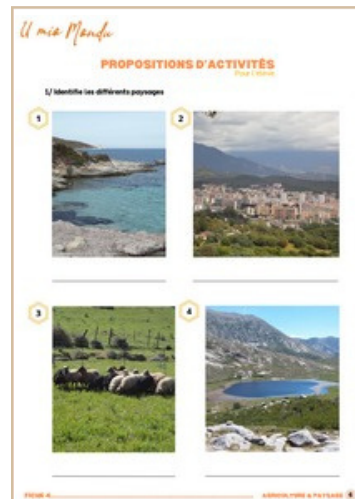 U mio Mondu
PROPOSITIONS D'ACTIVITÉS
Pour l'élève
1/ Identifie les différents paysages
1
2
3
4
FICHE 4
AGRICULTURE & PAYSAGE